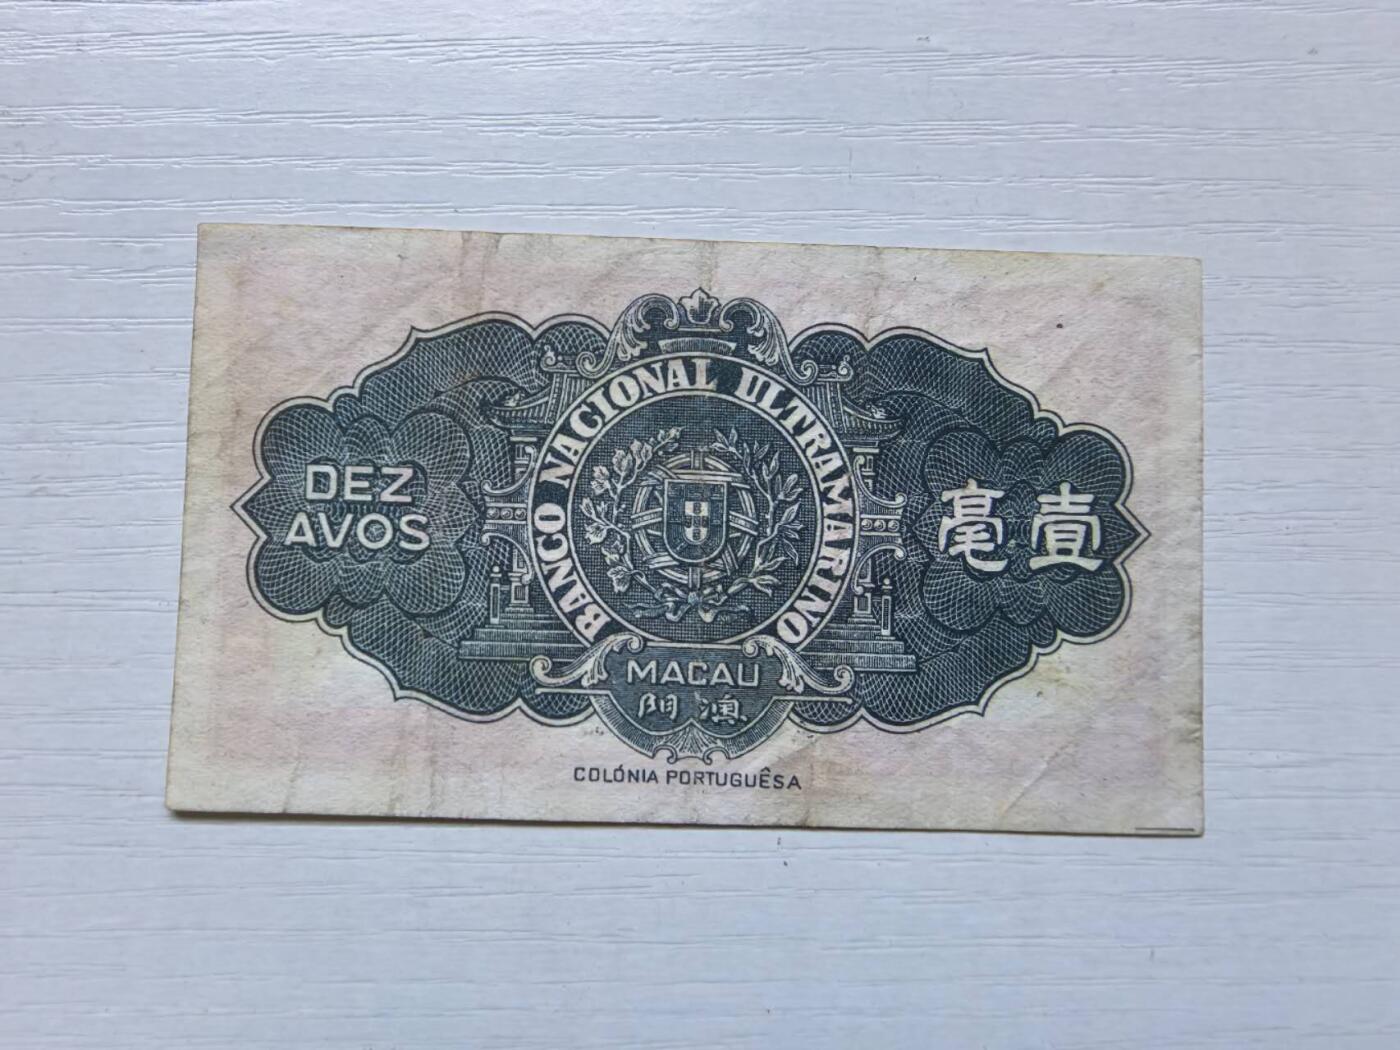 BANCO NACIONAL ULTRAMARINO
DEZ
AVOS
毫壹
MACAU
門澳
COLÓNIA PORTUGUÊSA